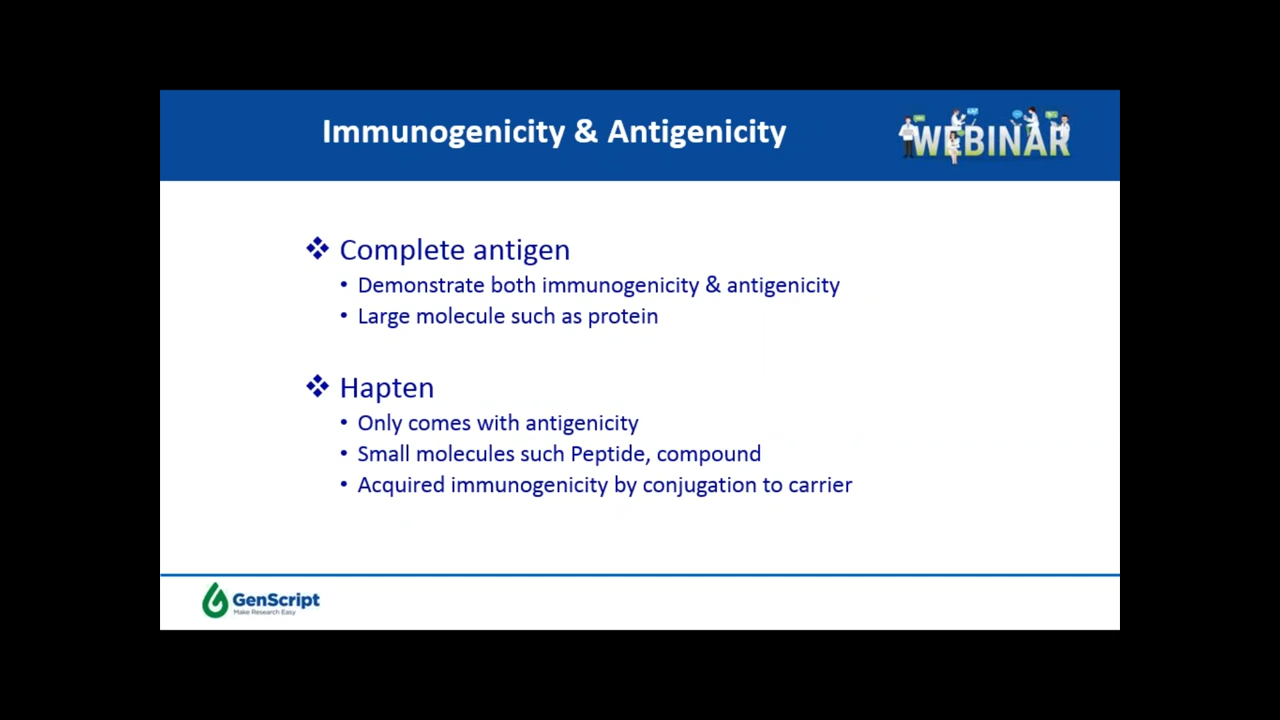 Immunogenicity & Antigenicity
WEBINAR
❖ Complete antigen
• Demonstrate both immunogenicity & antigenicity
• Large molecule such as protein
❖ Hapten
• Only comes with antigenicity
• Small molecules such Peptide, compound
• Acquired immunogenicity by conjugation to carrier
GenScript
Make Research Easy